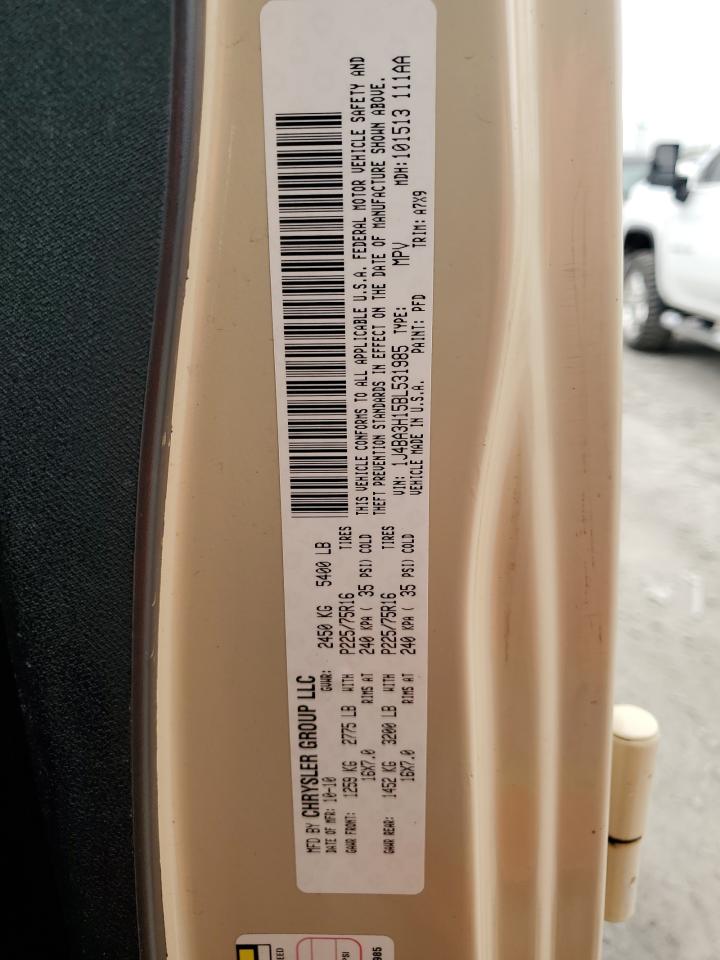 MFD BY CHRYSLER GROUP LLC
DATE OF MFR: 10-10 GVWR: 2450 KG 5400 LB
GAWR FRONT: 1259 KG 2775 LB WITH P225/75R16 TIRES
16X7.0 RIMS AT 240 KPA ( 35 PSI) COLD
GAWR REAR: 1452 KG 3200 LB WITH P225/75R16 TIRES
16X7.0 RIMS AT 240 KPA ( 35 PSI) COLD
THIS VEHICLE CONFORMS TO ALL APPLICABLE U.S.A. FEDERAL MOTOR VEHICLE SAFETY AND
THEFT PREVENTION STANDARDS IN EFFECT ON THE DATE OF MANUFACTURE SHOWN ABOVE.
VIN: 1J4BA3H15BL531985 TYPE: MPV MDH: 101513 111AA
VEHICLE MADE IN U.S.A. PAINT: PFD TRIM: A7X9
985